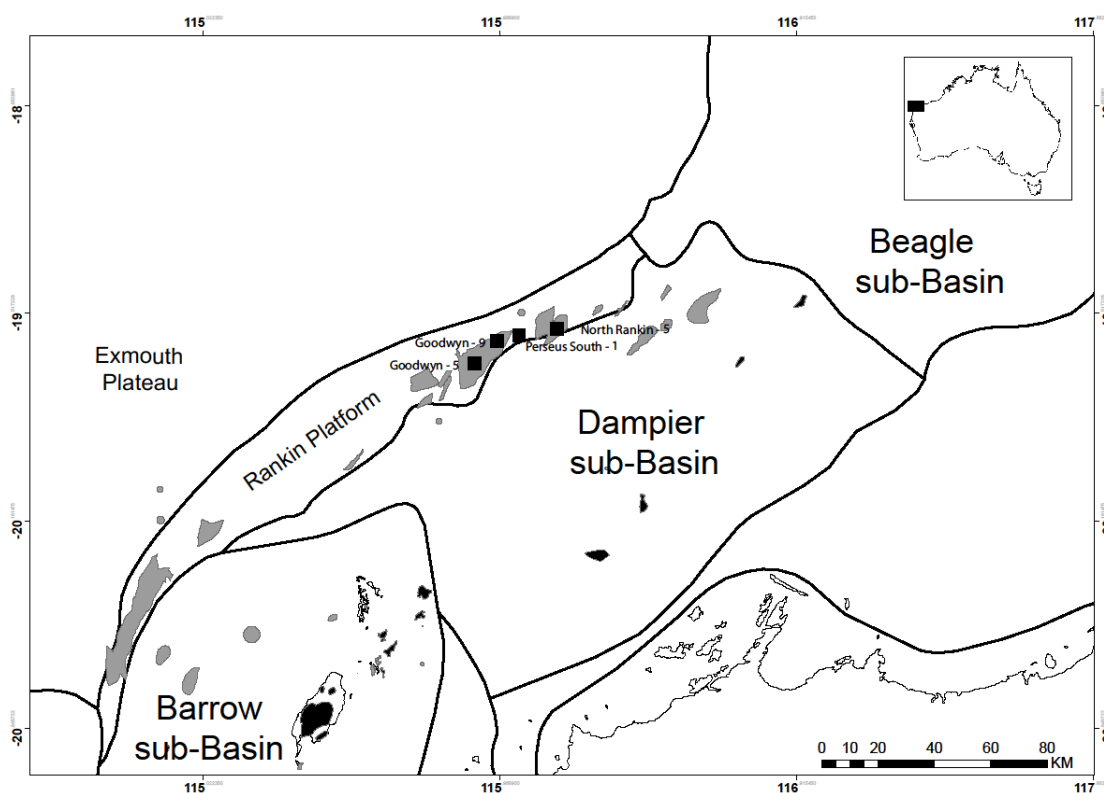 115
115
116
117
-18
-19
-20
-20
Beagle
sub-Basin
Exmouth
Plateau
Goodwyn - 9
North Rankin - 5
Perseus South - 1
Goodwyn - 5
Rankin Platform
Dampier
sub-Basin
Barrow
sub-Basin
0 10 20 40 60 80
KM
115
115
116
117